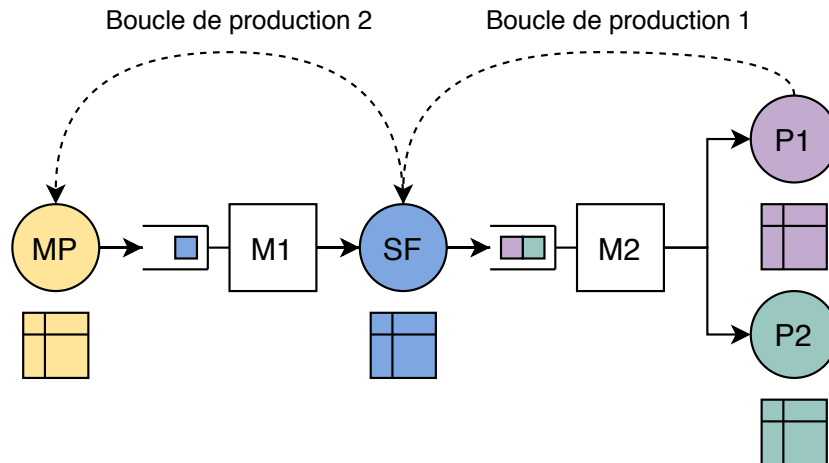 Boucle de production 2
Boucle de production 1
P1
MP
M1
SF
M2
P2